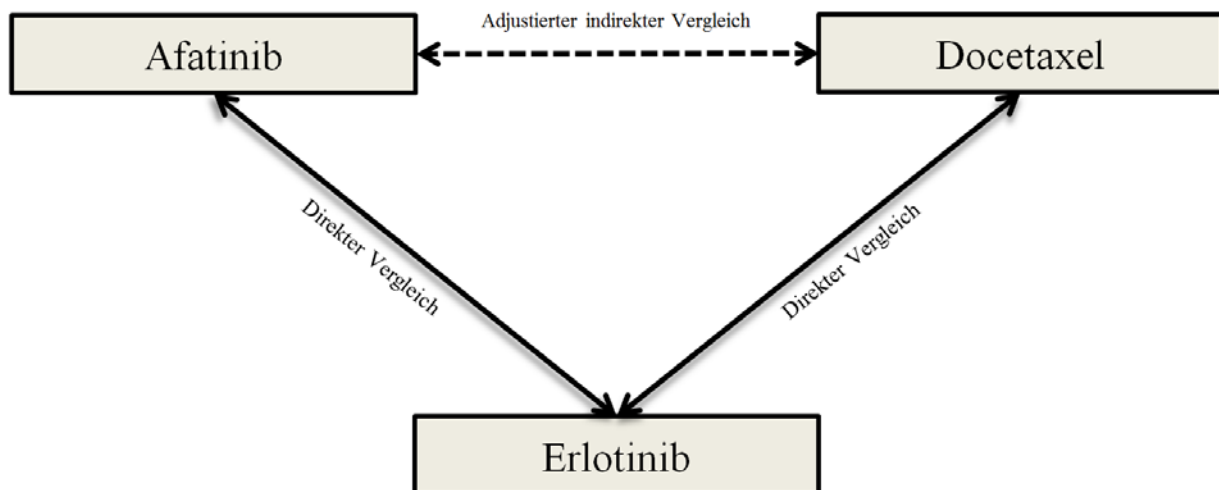 Adjustierter indirekter Vergleich
Afatinib
Docetaxel
Direkter Vergleich
Direkter Vergleich
Erlotinib